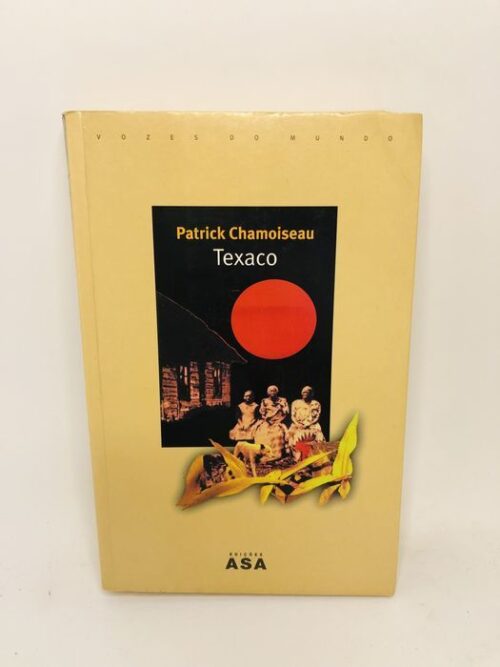 VOZES DO MUNDO
Patrick Chamoiseau
Texaco
EDIÇÕES
ASA